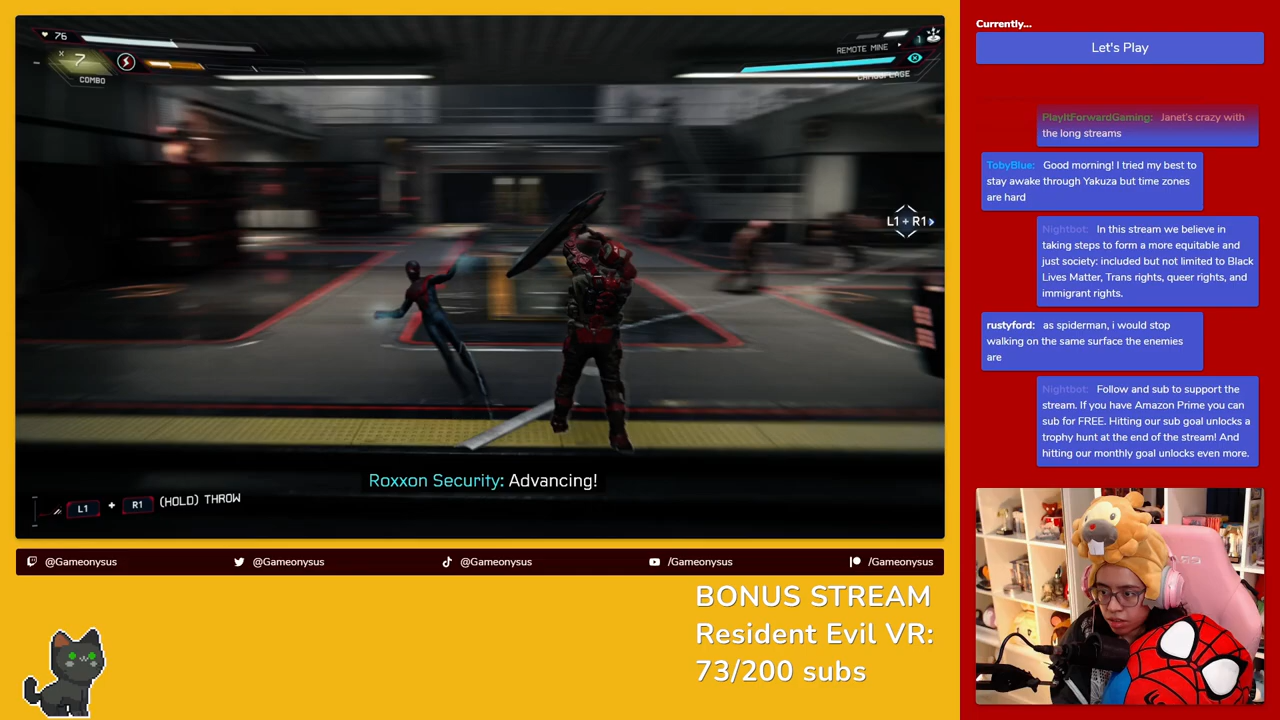 76
x 7
COMBO
REMOTE MINE
1
CAMOUFLAGE
L1 + R1
Roxxon Security: Advancing!
L1 + R1 (HOLD) THROW
@Gameonysus
@Gameonysus
@Gameonysus
/Gameonysus
/Gameonysus
BONUS STREAM
Resident Evil VR:
73/200 subs
Currently...
Let's Play
PlayItForwardGaming: Janet's crazy with
the long streams
TobyBlue: Good morning! I tried my best to
stay awake through Yakuza but time zones
are hard
Nightbot: In this stream we believe in
taking steps to form a more equitable and
just society: included but not limited to Black
Lives Matter, Trans rights, queer rights, and
immigrant rights.
rustyford: as spiderman, i would stop
walking on the same surface the enemies
are
Nightbot: Follow and sub to support the
stream. If you have Amazon Prime you can
sub for FREE. Hitting our sub goal unlocks a
trophy hunt at the end of the stream! And
hitting our monthly goal unlocks even more.